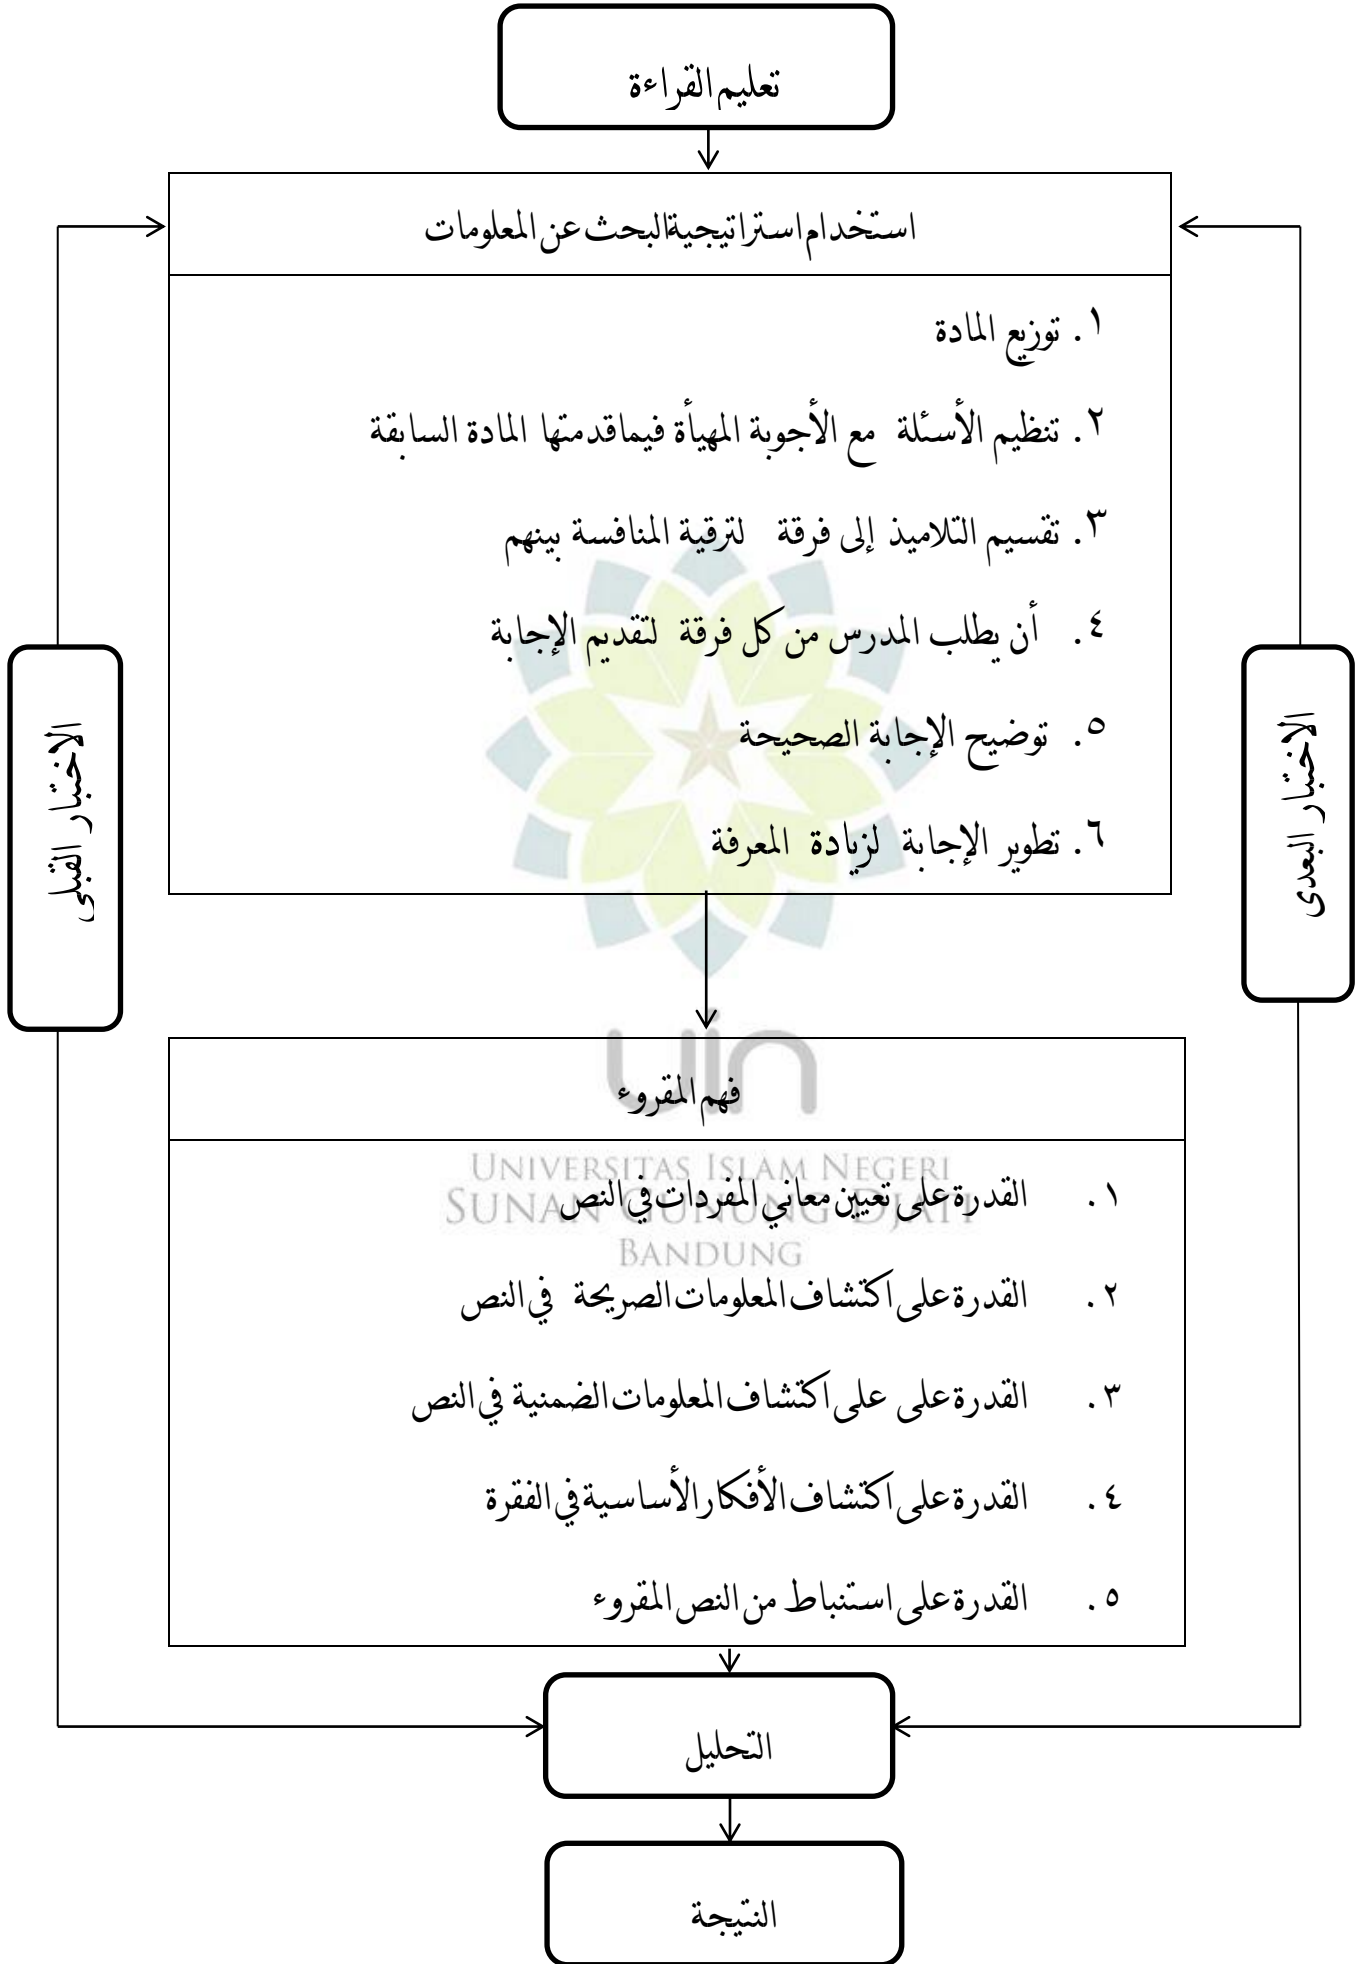 تعليم القراءة
استخدام استراتيجية البحث عن المعلومات
١. توزيع المادة
٢. تنظيم الأسئلة مع الأجوبة المهيأة فيماقدمتها المادة السابقة
٣. تقسيم التلاميذ إلى فرقة لترقية المنافسة بينهم
٤. أن يطلب المدرس من كل فرقة لتقديم الإجابة
٥. توضيح الإجابة الصحيحة
٦. تطوير الإجابة لزيادة المعرفة
الاختبار البعدى
الاختبار القبلى
uin
UNIVERSITAS ISLAM NEGERI
SUNAN GUNUNG DJATI
BANDUNG
فهم المقروء
١. القدرة على تعيين معاني المفردات في النص
٢. القدرة على اكتشاف المعلومات الصريحة في النص
٣. القدرة على على اكتشاف المعلومات الضمنية في النص
٤. القدرة على اكتشاف الأفكار الأساسية في الفقرة
٥. القدرة على استنباط من النص المقروء
التحليل
النتيجة